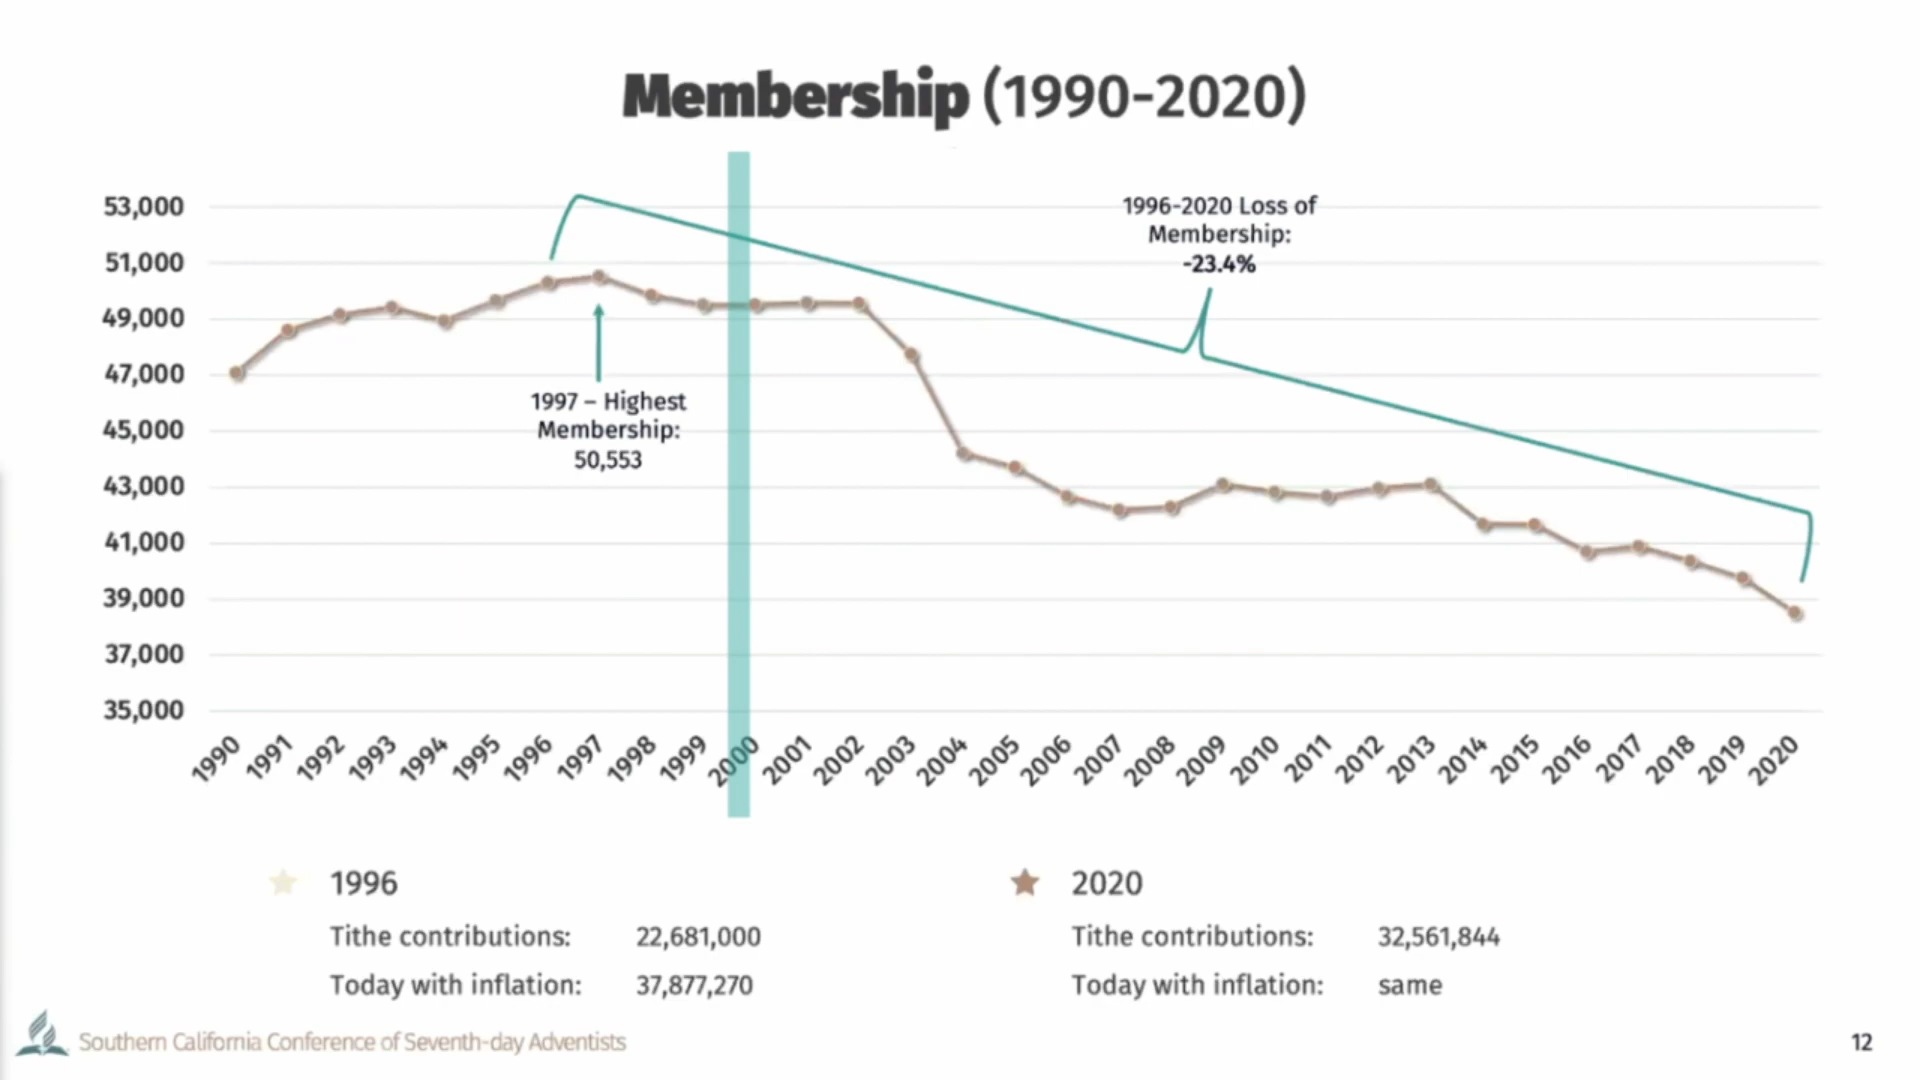 Membership (1990-2020)
53,000
51,000
49,000
47,000
45,000
43,000
41,000
39,000
37,000
35,000
1996-2020 Loss of
Membership:
-23.4%
1997 – Highest
Membership:
50,553
1990 1991 1992 1993 1994 1995 1996 1997 1998 1999 2000 2001 2002 2003 2004 2005 2006 2007 2008 2009 2010 2011 2012 2013 2014 2015 2016 2017 2018 2019 2020
1996
Tithe contributions: 22,681,000
Today with inflation: 37,877,270
2020
Tithe contributions: 32,561,844
Today with inflation: same
Southern California Conference of Seventh-day Adventists
12